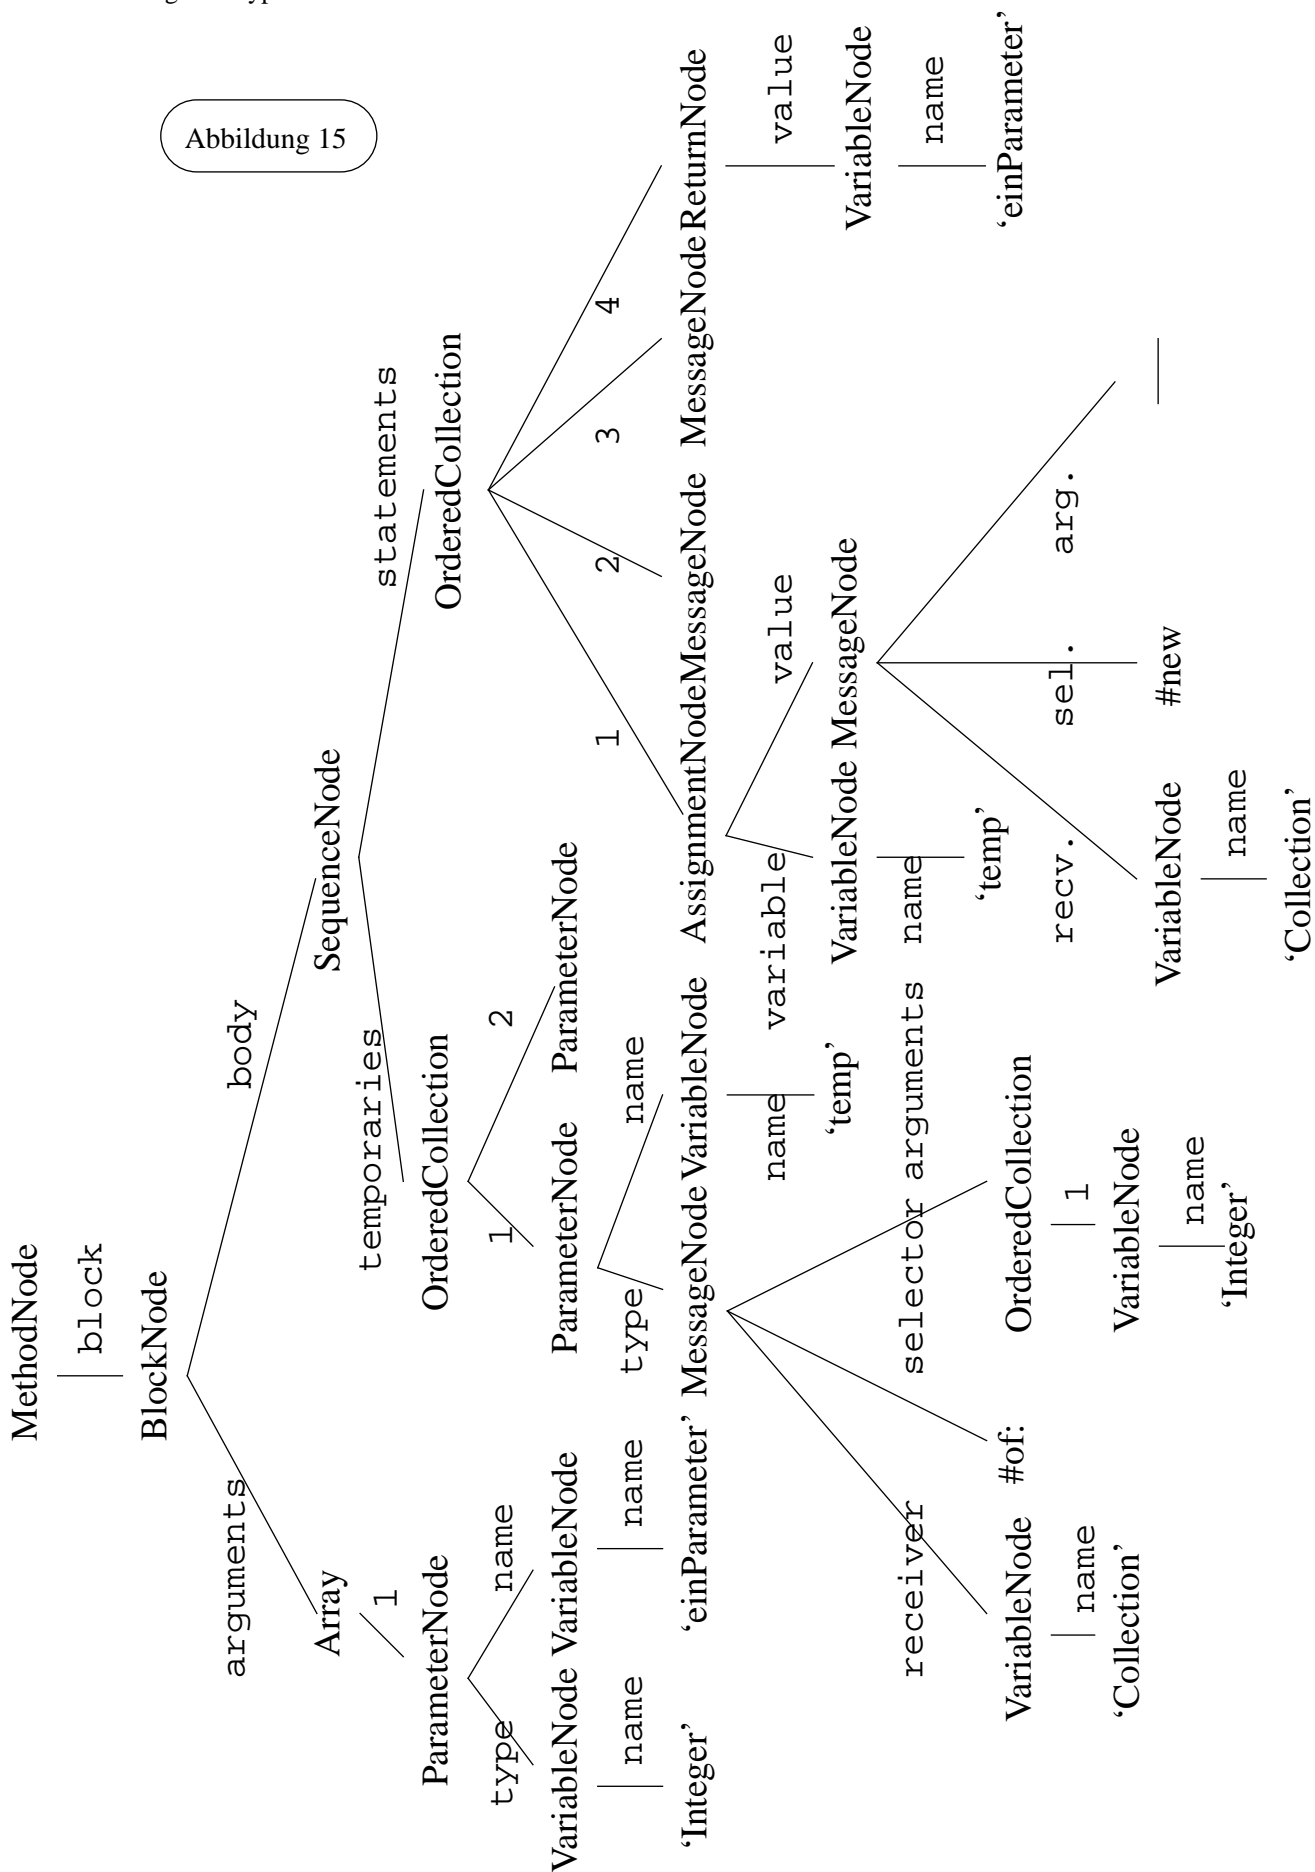 Abbildung 15
MethodNode
block
BlockNode
arguments
body
Array
SequenceNode
1
temporaries
statements
ParameterNode
OrderedCollection
OrderedCollection
type
name
1
2
VariableNode
VariableNode
ParameterNode
ParameterNode
1
2
3
4
name
name
type
name
'Integer'
'einParameter'
MessageNode
VariableNode
AssignmentNode
MessageNode
MessageNode
ReturnNode
name
variable
value
value
'temp'
VariableNode
MessageNode
VariableNode
receiver
selector
arguments
name
name
VariableNode
#of:
OrderedCollection
'temp'
'einParameter'
name
1
recv.
sel.
arg.
'Collection'
VariableNode
VariableNode
#new
name
name
'Integer'
'Collection'